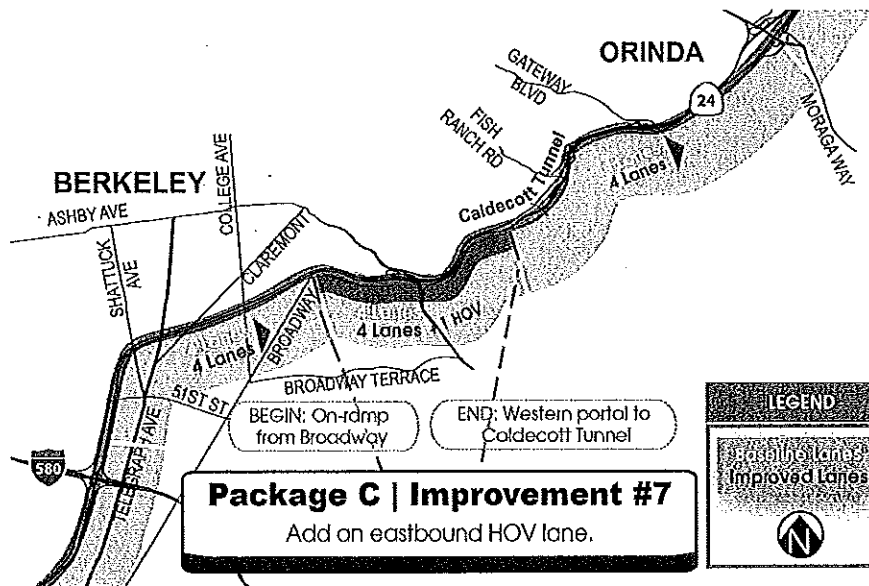 ORINDA
GATEWAY
BLVD
24
FISH
RANCH RD
MORAGA WAY
Caldecott Tunnel
4 Lanes
BERKELEY
ASHBY AVE
COLLEGE AVE
CLAREMONT
SHATTUCK
AVE
4 Lanes
BROADWAY
4 Lanes + 1 HOV
BROADWAY TERRACE
51ST ST
TELEGRAPH AVE
580
BEGIN: On-ramp
from Broadway
END: Western portal to
Caldecott Tunnel
LEGEND
Baseline Lanes
Improved Lanes
N
Package C | Improvement #7
Add an eastbound HOV lane.